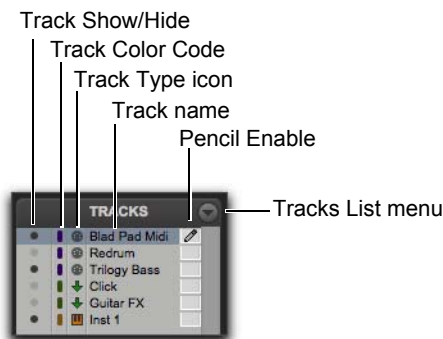 Track Show/Hide
Track Color Code
Track Type icon
Track name
Pencil Enable
Tracks List menu
TRACKS
Blad Pad Midi
Redrum
Trilogy Bass
Click
Guitar FX
Inst 1